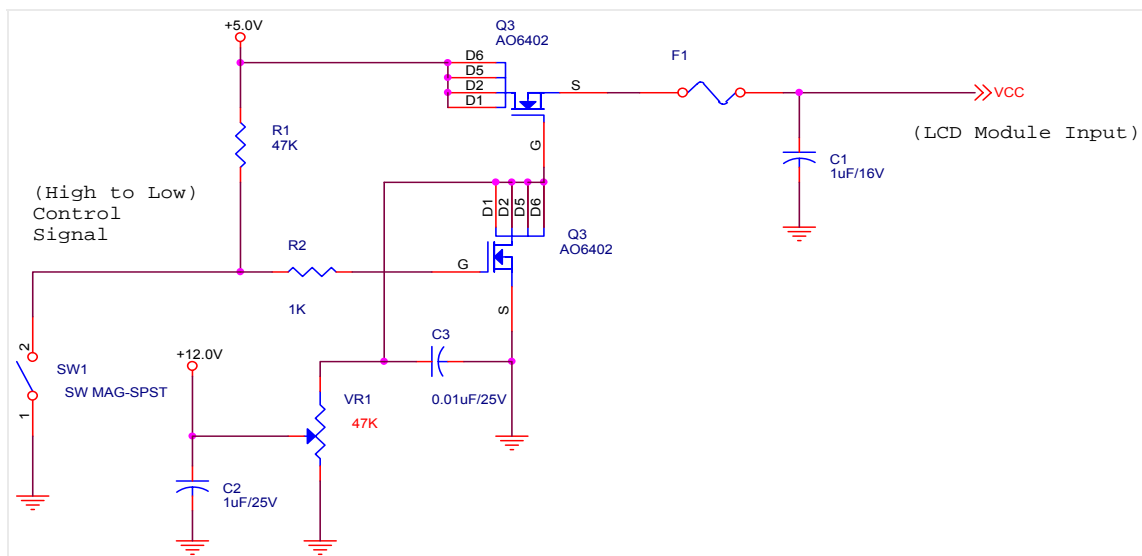 +5.0V
Q3
AO6402
D6
D5
D2
D1
S
G
F1
VCC
(LCD Module Input)
R1
47K
C1
1uF/16V
(High to Low)
Control
Signal
D1
D2
D5
D6
Q3
AO6402
R2
1K
G
S
C3
0.01uF/25V
+12.0V
2
SW1
SW MAG-SPST
1
VR1
47K
C2
1uF/25V